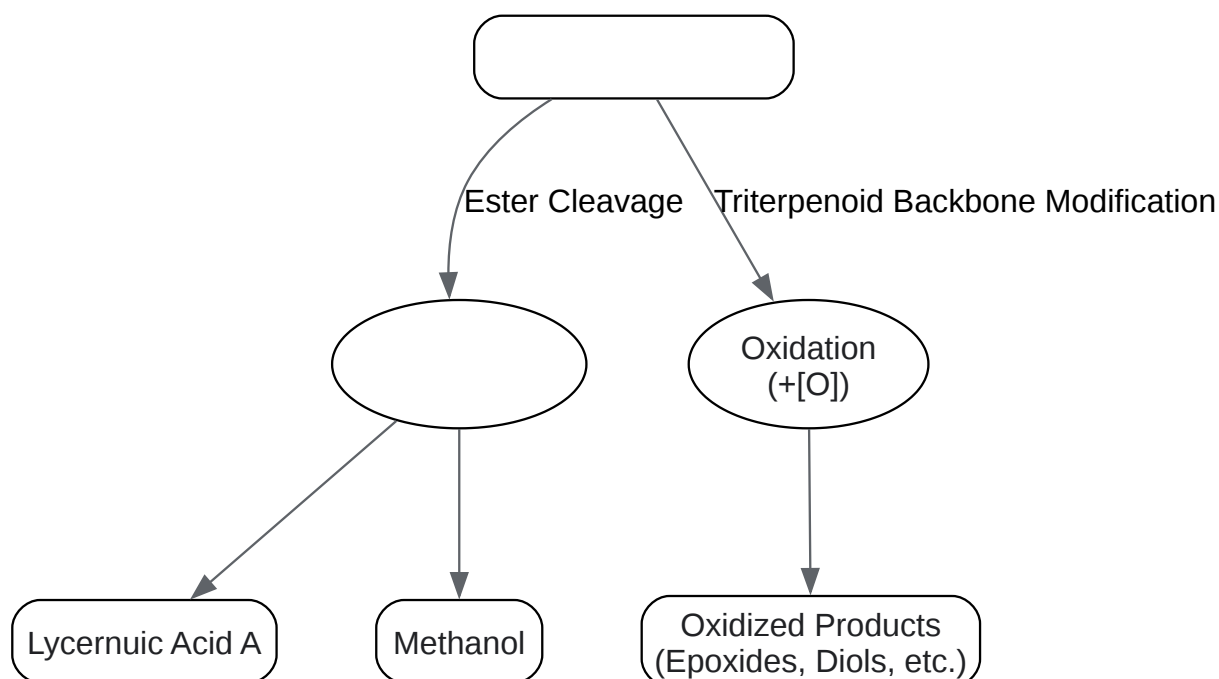 Ester Cleavage
Triterpenoid Backbone Modification
Oxidation
(+[O])
Lycernuic Acid A
Methanol
Oxidized Products
(Epoxides, Diols, etc.)